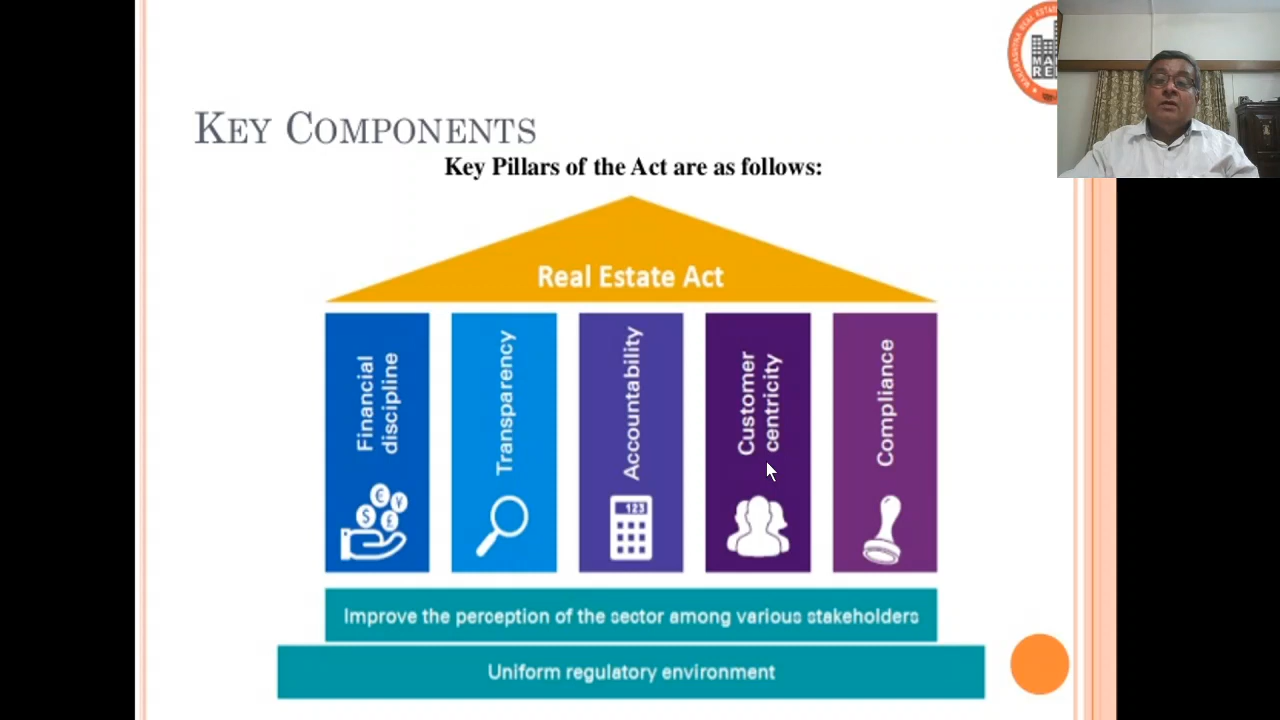 KEY COMPONENTS
Key Pillars of the Act are as follows:
Real Estate Act
Financial
discipline
Transparency
Accountability
123
Customer
centricity
Compliance
Improve the perception of the sector among various stakeholders
Uniform regulatory environment